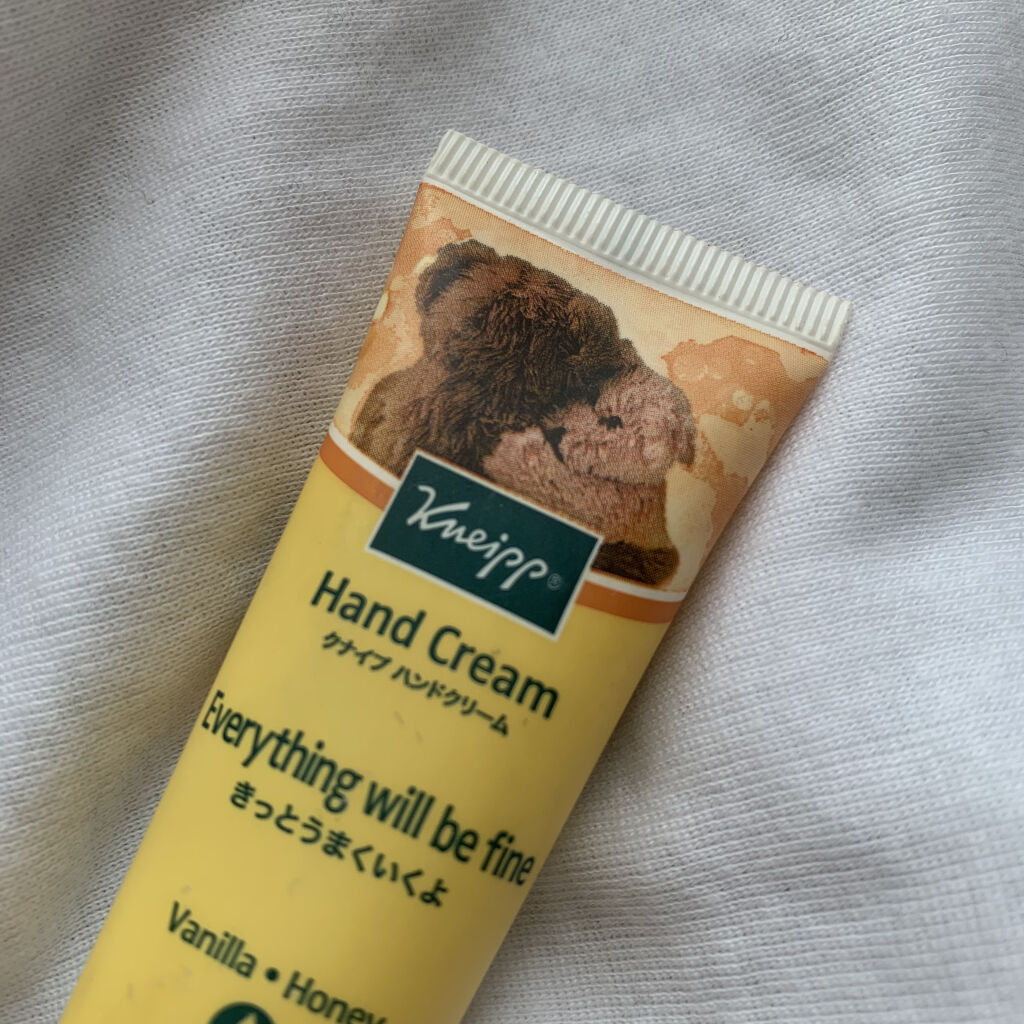 Kneipp®
Hand Cream
クナイプ ハンドクリーム
Everything will be fine
きっとうまくいくよ
Vanilla • Honey